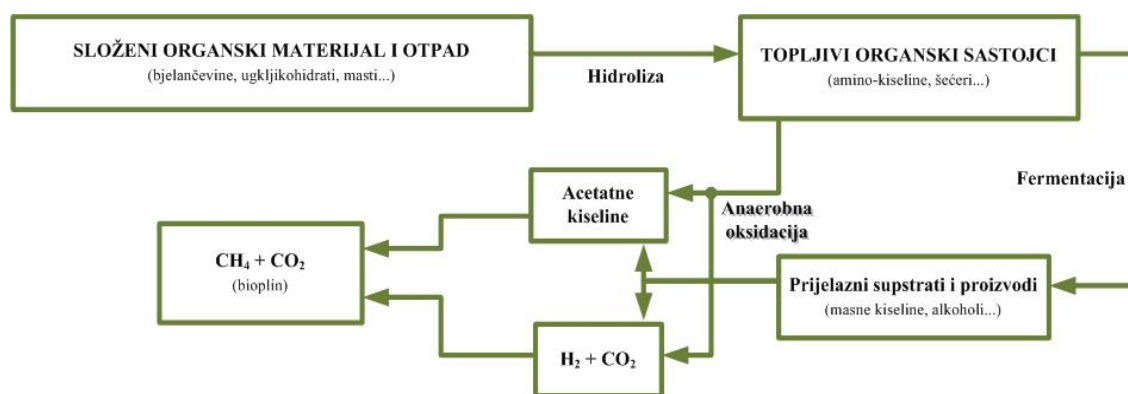 SLOŽENI ORGANSKI MATERIJAL I OTPAD
(bjelančevine, ugkljikohidrati, masti...)
Hidroliza
TOPLJIVI ORGANSKI SASTOJCI
(amino-kiseline, šećeri...)
Fermentacija
Acetatne
kiseline
Anaerobna
oksidacija
CH₄ + CO₂
(bioplin)
Prijelazni supstrati i proizvodi
(masne kiseline, alkoholi...)
H₂ + CO₂